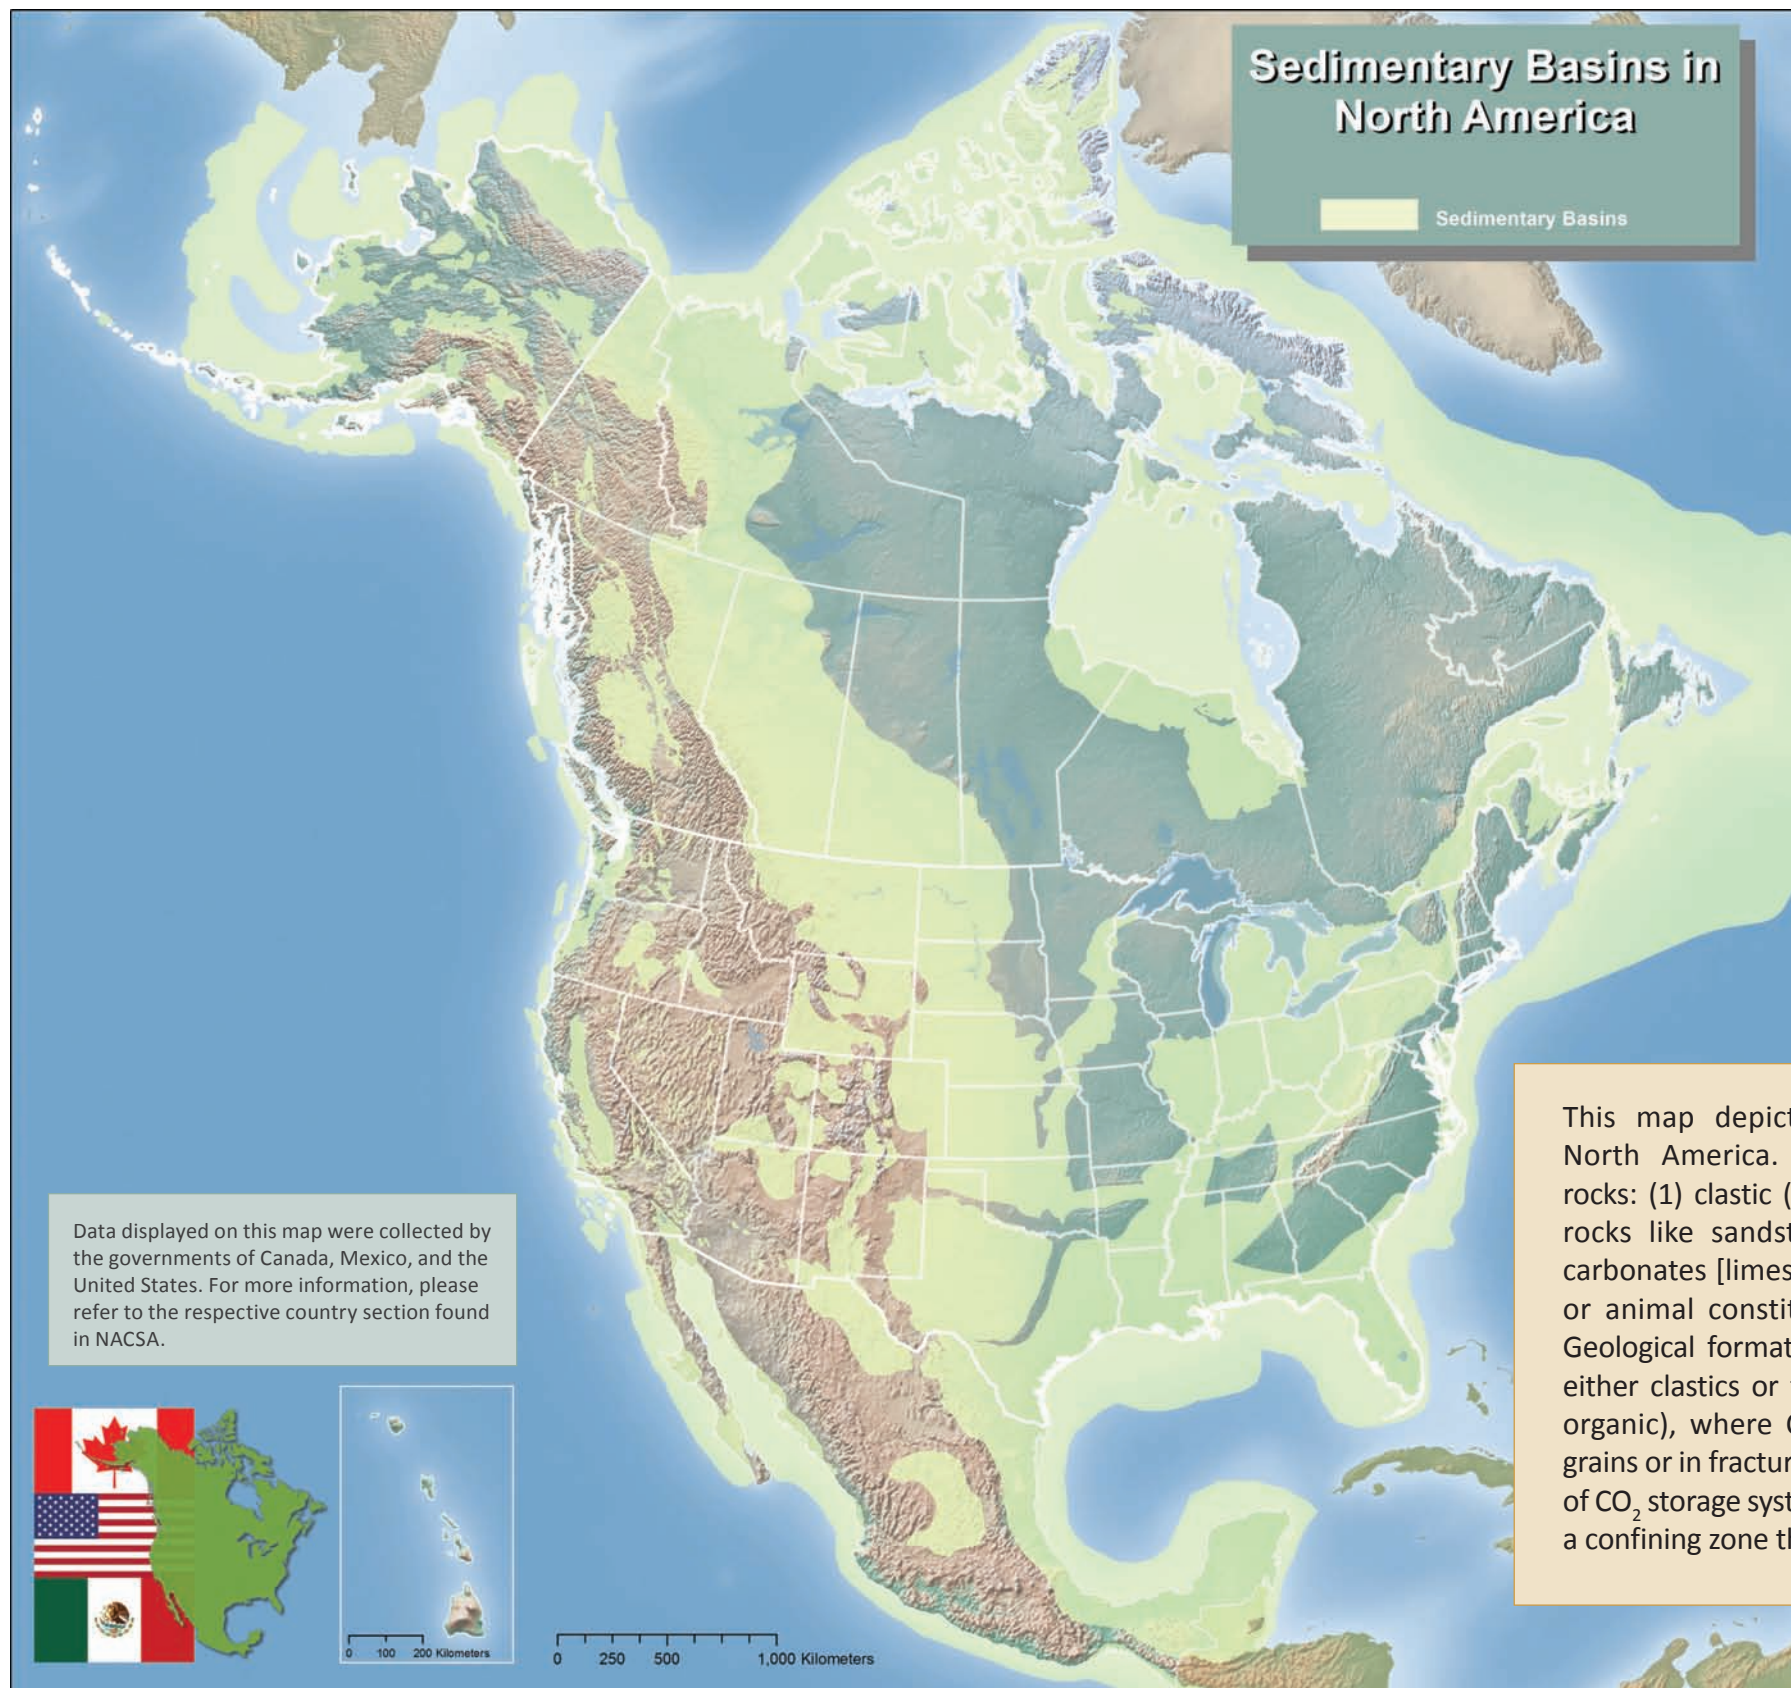 Sedimentary Basins in
North America
Sedimentary Basins
This map depict
North America.
rocks: (1) clastic (
rocks like sandst
carbonates [limes
or animal constit
Geological format
either clastics or
organic), where
grains or in fractur
of CO2 storage syst
a confining zone th
Data displayed on this map were collected by
the governments of Canada, Mexico, and the
United States. For more information, please
refer to the respective country section found
in NACSA.
0 100 200 Kilometers
0 250 500 1,000 Kilometers